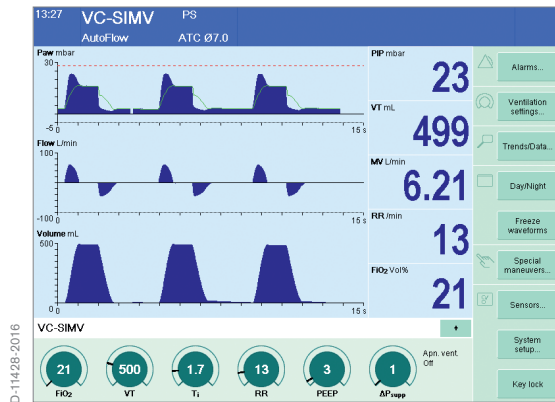 13:27 VC-SIMV PS
AutoFlow ATC Ø7.0
Paw mbar
30
-5 0 15 s
Flow L/min
100
-100 0 15 s
Volume mL
600
0 0 15 s
PIP mbar
23
VT mL
499
MV L/min
6.21
RR /min
13
FiO2 Vol%
21
Alarms...
Ventilation
settings...
Trends/Data...
Day/Night
Freeze
waveforms
Special
maneuvers...
Sensors...
System
setup...
Key lock
VC-SIMV
21 500 1.7 13 3 1
FiO2 VT Ti RR PEEP ΔPsupp
Apn. vent.
Off
D-11428-2016